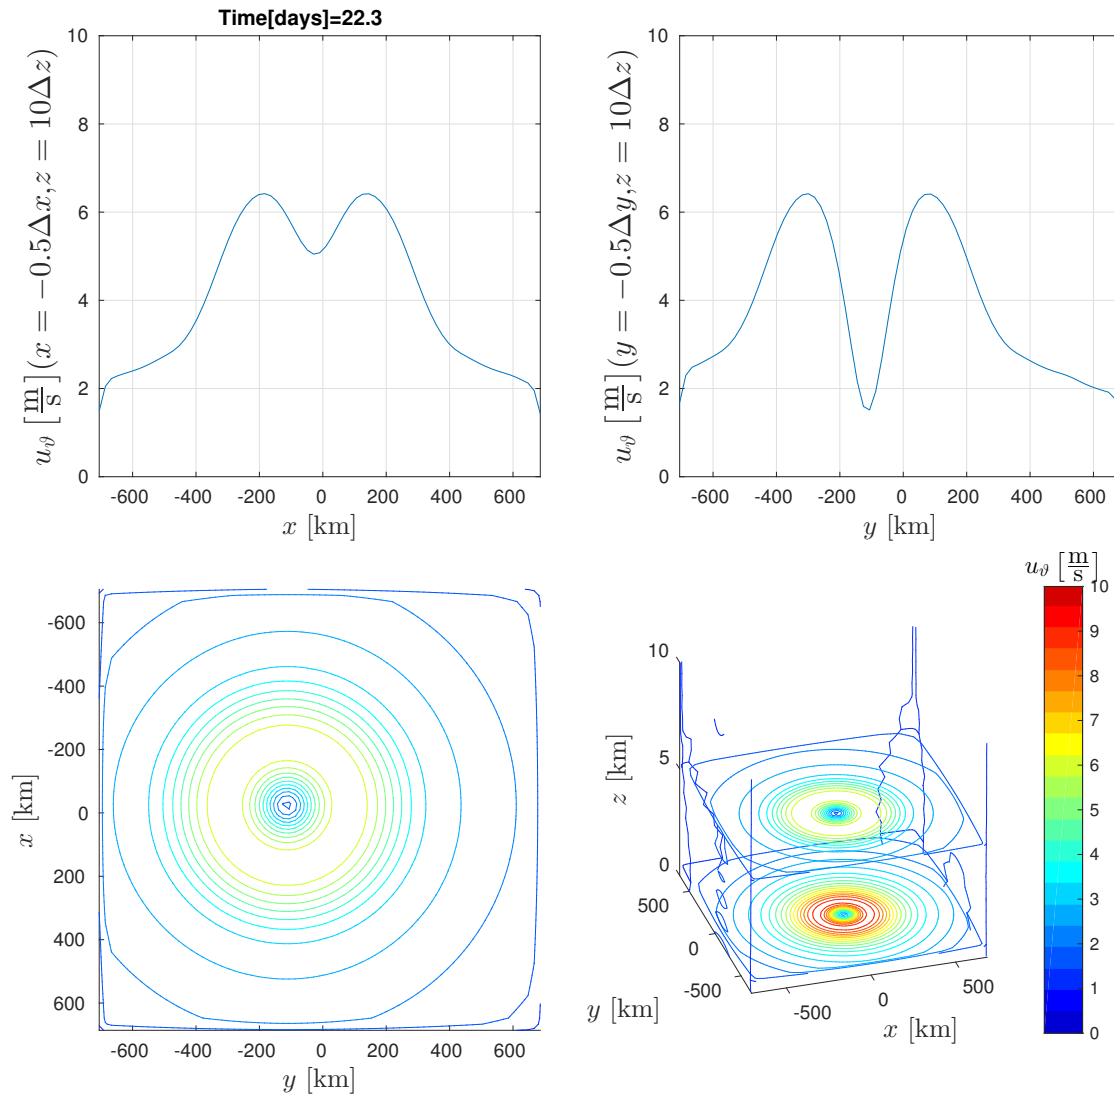 Time[days]=22.3
10
8
6
4
2
0
-600 -400 -200 0 200 400 600
x [km]
u_ϑ [m/s](x = −0.5Δx,z = 10Δz)
10
8
6
4
2
0
-600 -400 -200 0 200 400 600
y [km]
u_ϑ [m/s](y = −0.5Δy,z = 10Δz)
-600
-400
-200
0
200
400
600
x [km]
-600 -400 -200 0 200 400 600
y [km]
10
5
0
z [km]
500
0
-500
y [km]
-500 0 500
x [km]
u_ϑ [m/s]
10
9
8
7
6
5
4
3
2
1
0